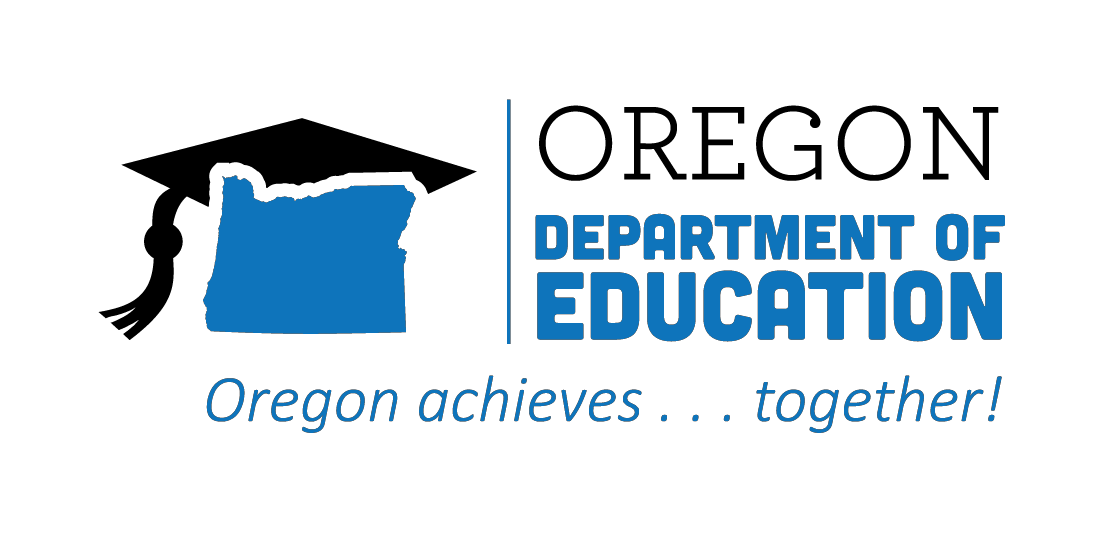 OREGON
DEPARTMENT OF
EDUCATION
Oregon achieves . . . together!